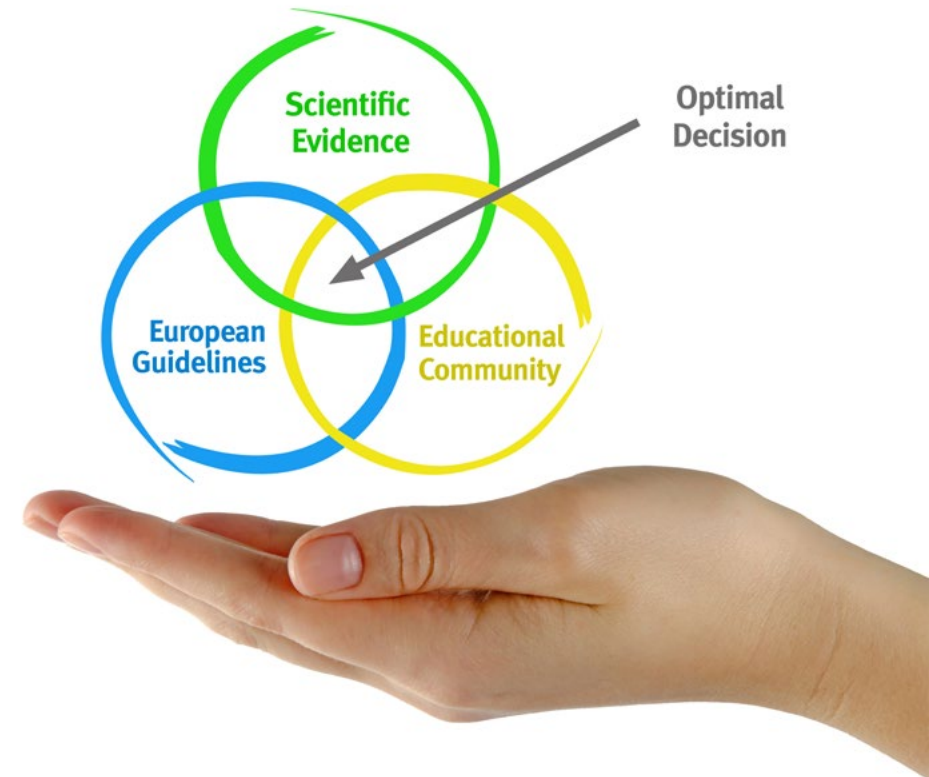 Scientific
Evidence
Optimal
Decision
European
Guidelines
Educational
Community